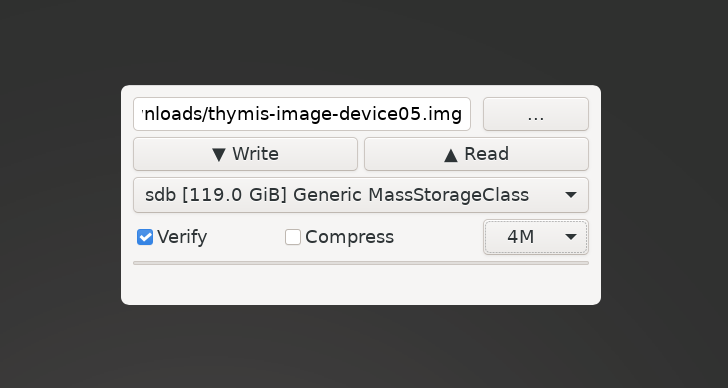 nloads/thymis-image-device05.img ...
▼ Write ▲ Read
sdb [119.0 GiB] Generic MassStorageClass
Verify Compress 4M